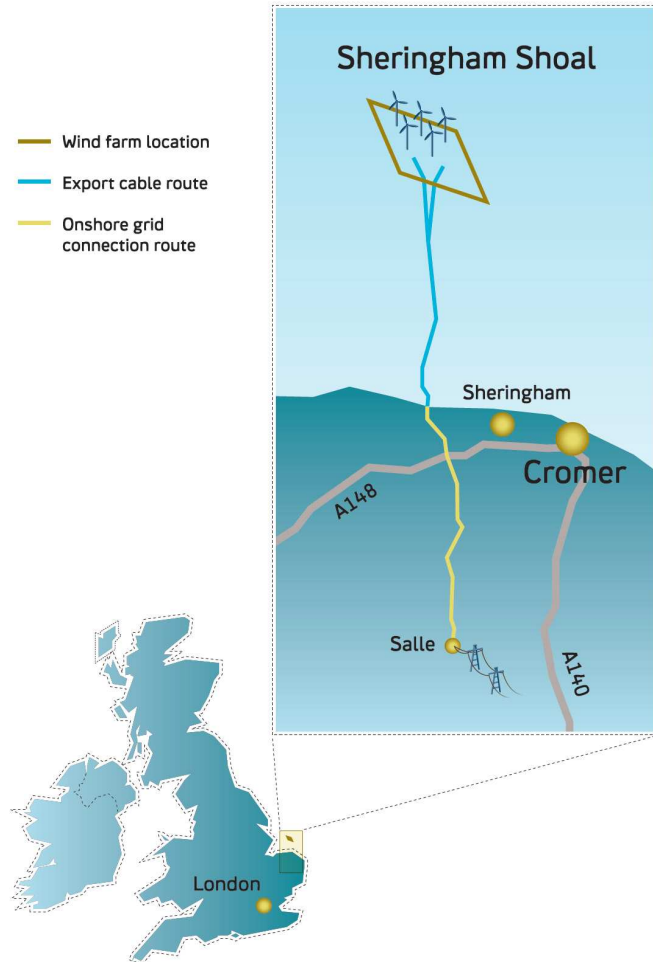 Sheringham Shoal
Wind farm location
Export cable route
Onshore grid
connection route
Sheringham
Cromer
A148
Salle
A140
London